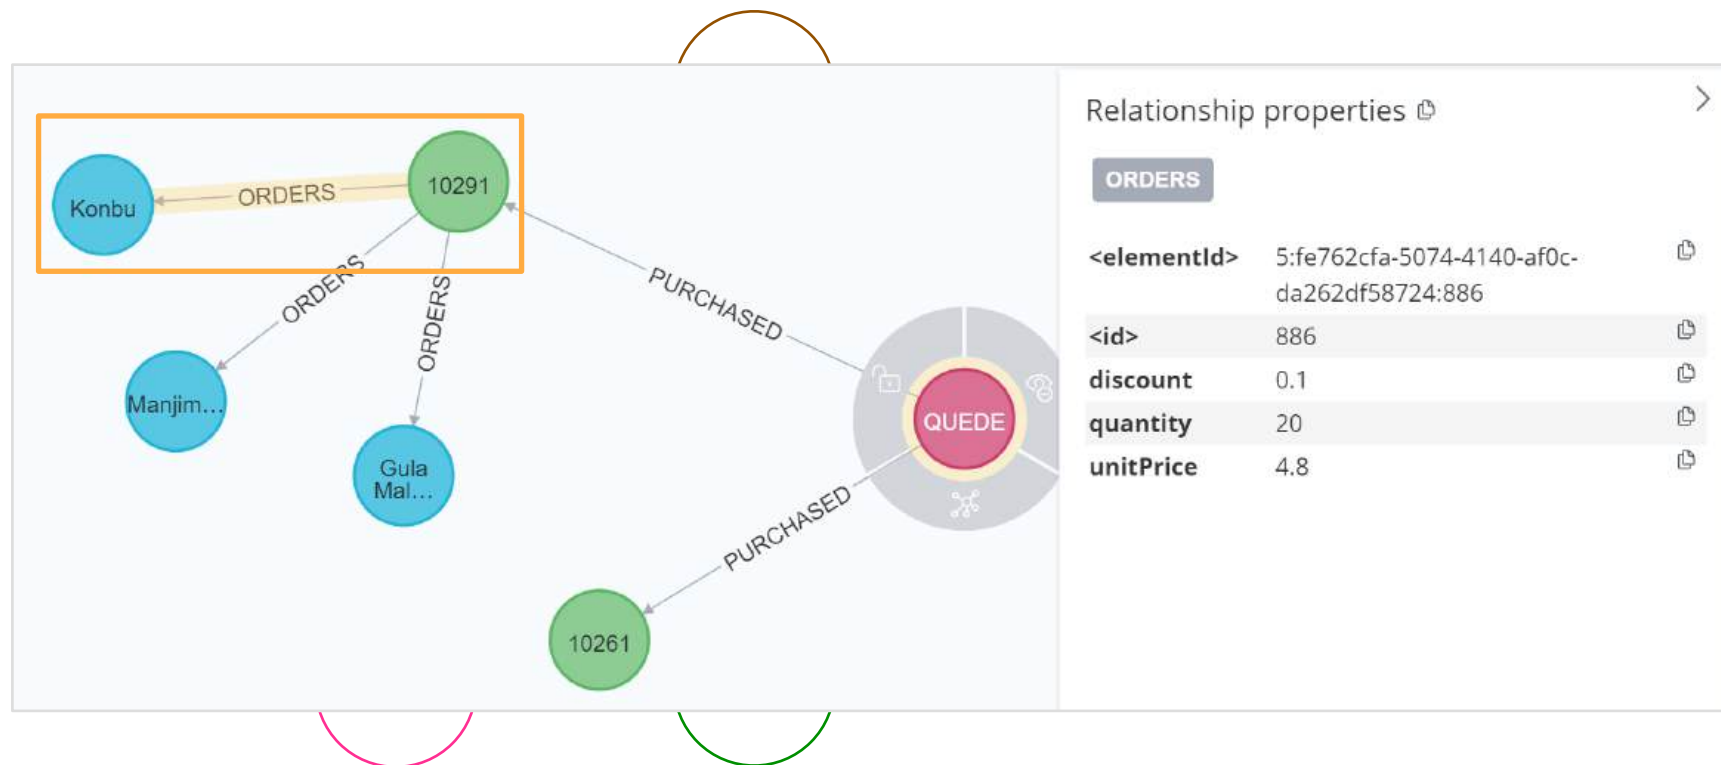 Konbu
ORDERS
10291
ORDERS
ORDERS
PURCHASED
Manjim...
Gula
Mal...
QUEDE
PURCHASED
10261
Relationship properties
ORDERS
<elementId> 5:fe762cfa-5074-4140-af0c-
da262df58724:886
<id> 886
discount 0.1
quantity 20
unitPrice 4.8